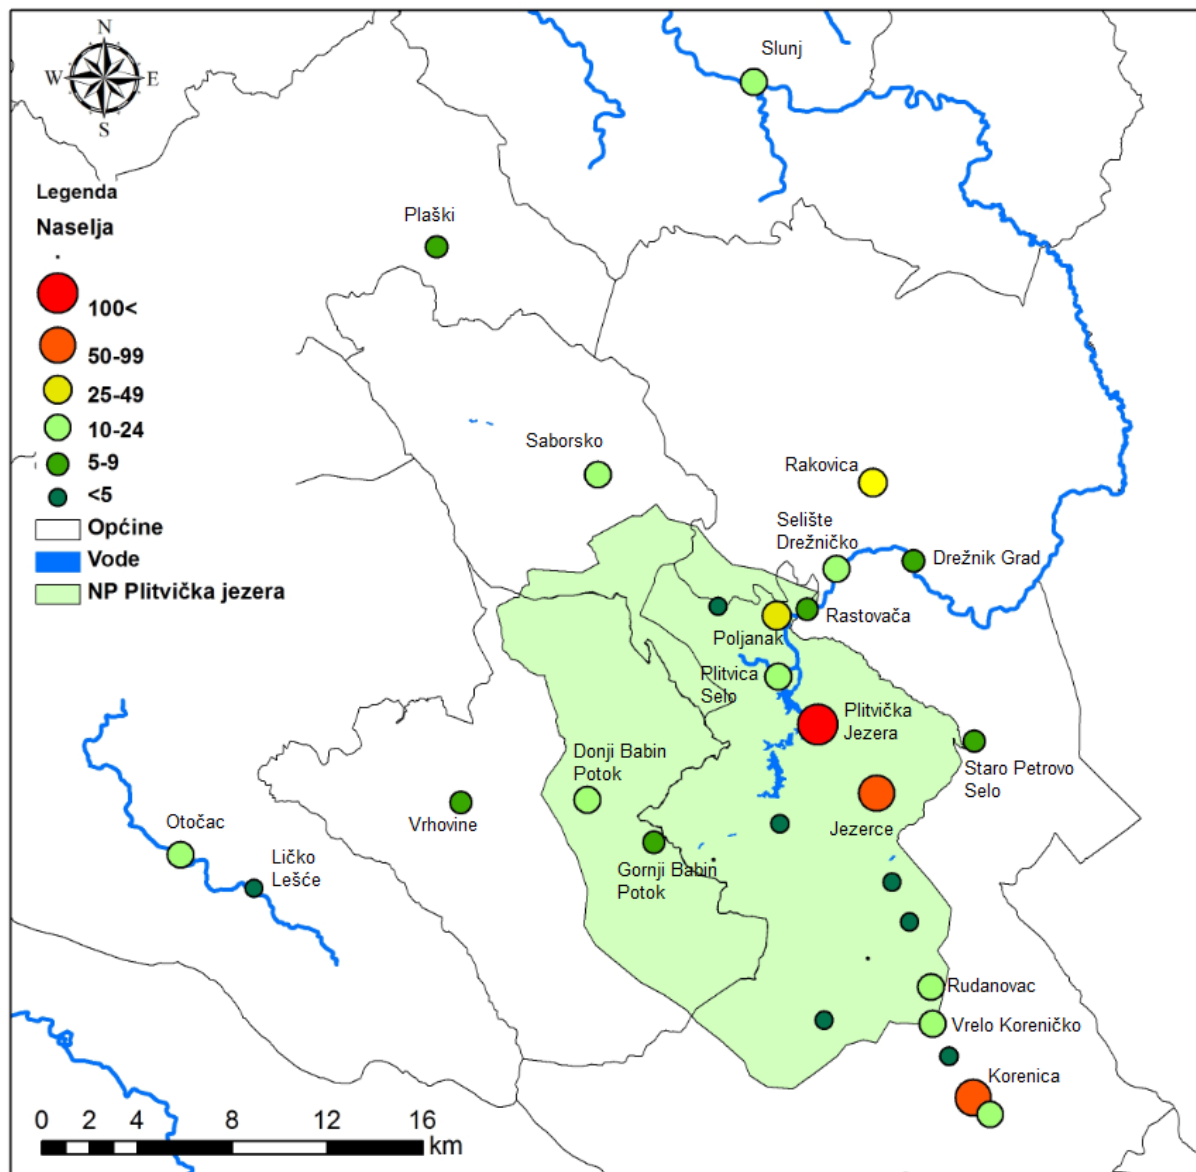 N
W
E
S
Slunj
Legenda
Naselja
100<
50-99
25-49
10-24
5-9
<5
Općine
Vode
NP Plitvička jezera
Plaški
Saborsko
Rakovica
Selište
Drežničko
Drežnik Grad
Rastovača
Poljanak
Plitvica
Selo
Plitvička
Jezera
Donji Babin
Potok
Staro Petrovo
Selo
Vrhovine
Jezerce
Otočac
Ličko
Lešće
Gornji Babin
Potok
Rudanovac
Vrelo Koreničko
Korenica
0 2 4 8 12 16
km